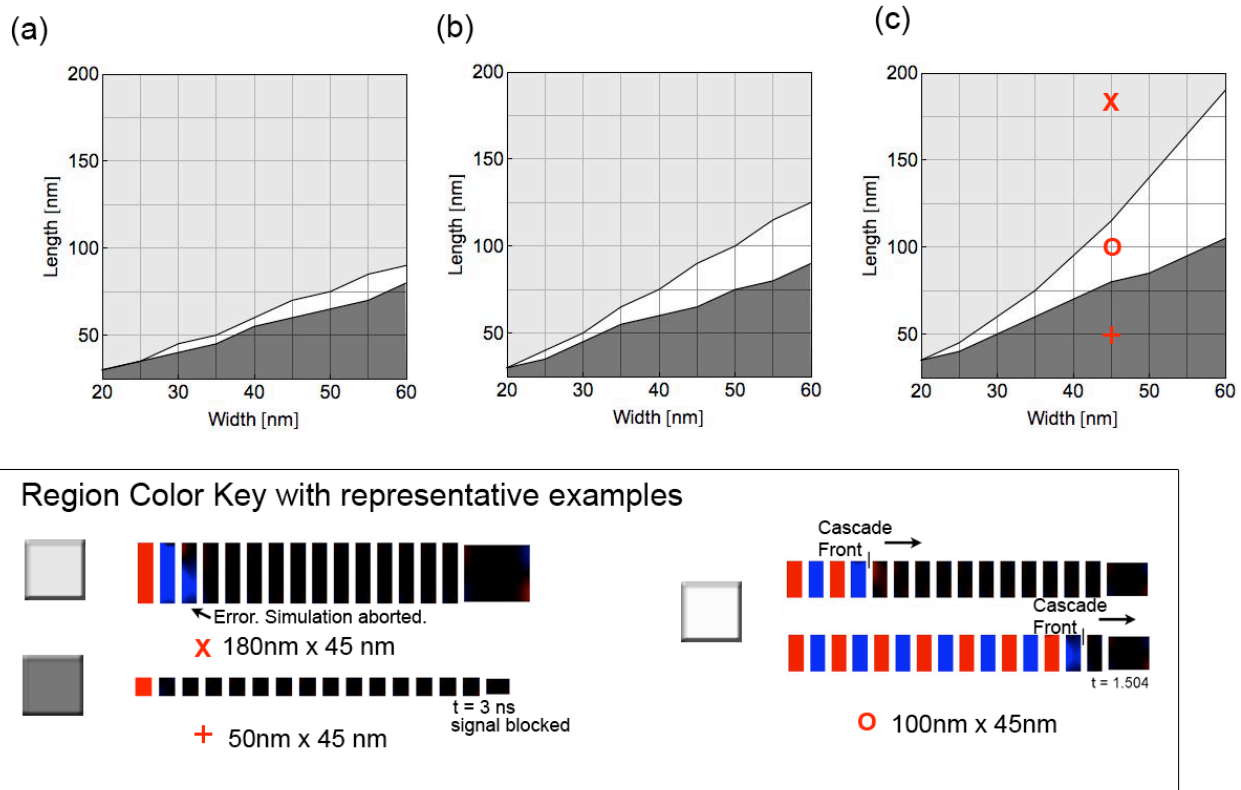 (a)
(b)
(c)
200
150
100
50
Length [nm]
20 30 40 50 60
Width [nm]
200
150
100
50
Length [nm]
20 30 40 50 60
Width [nm]
200
150
100
50
Length [nm]
20 30 40 50 60
Width [nm]
X
O
+
Region Color Key with representative examples
Error. Simulation aborted.
X 180nm x 45 nm
t = 3 ns
signal blocked
+ 50nm x 45 nm
Cascade
Front
Cascade
Front
t = 1.504
O 100nm x 45nm